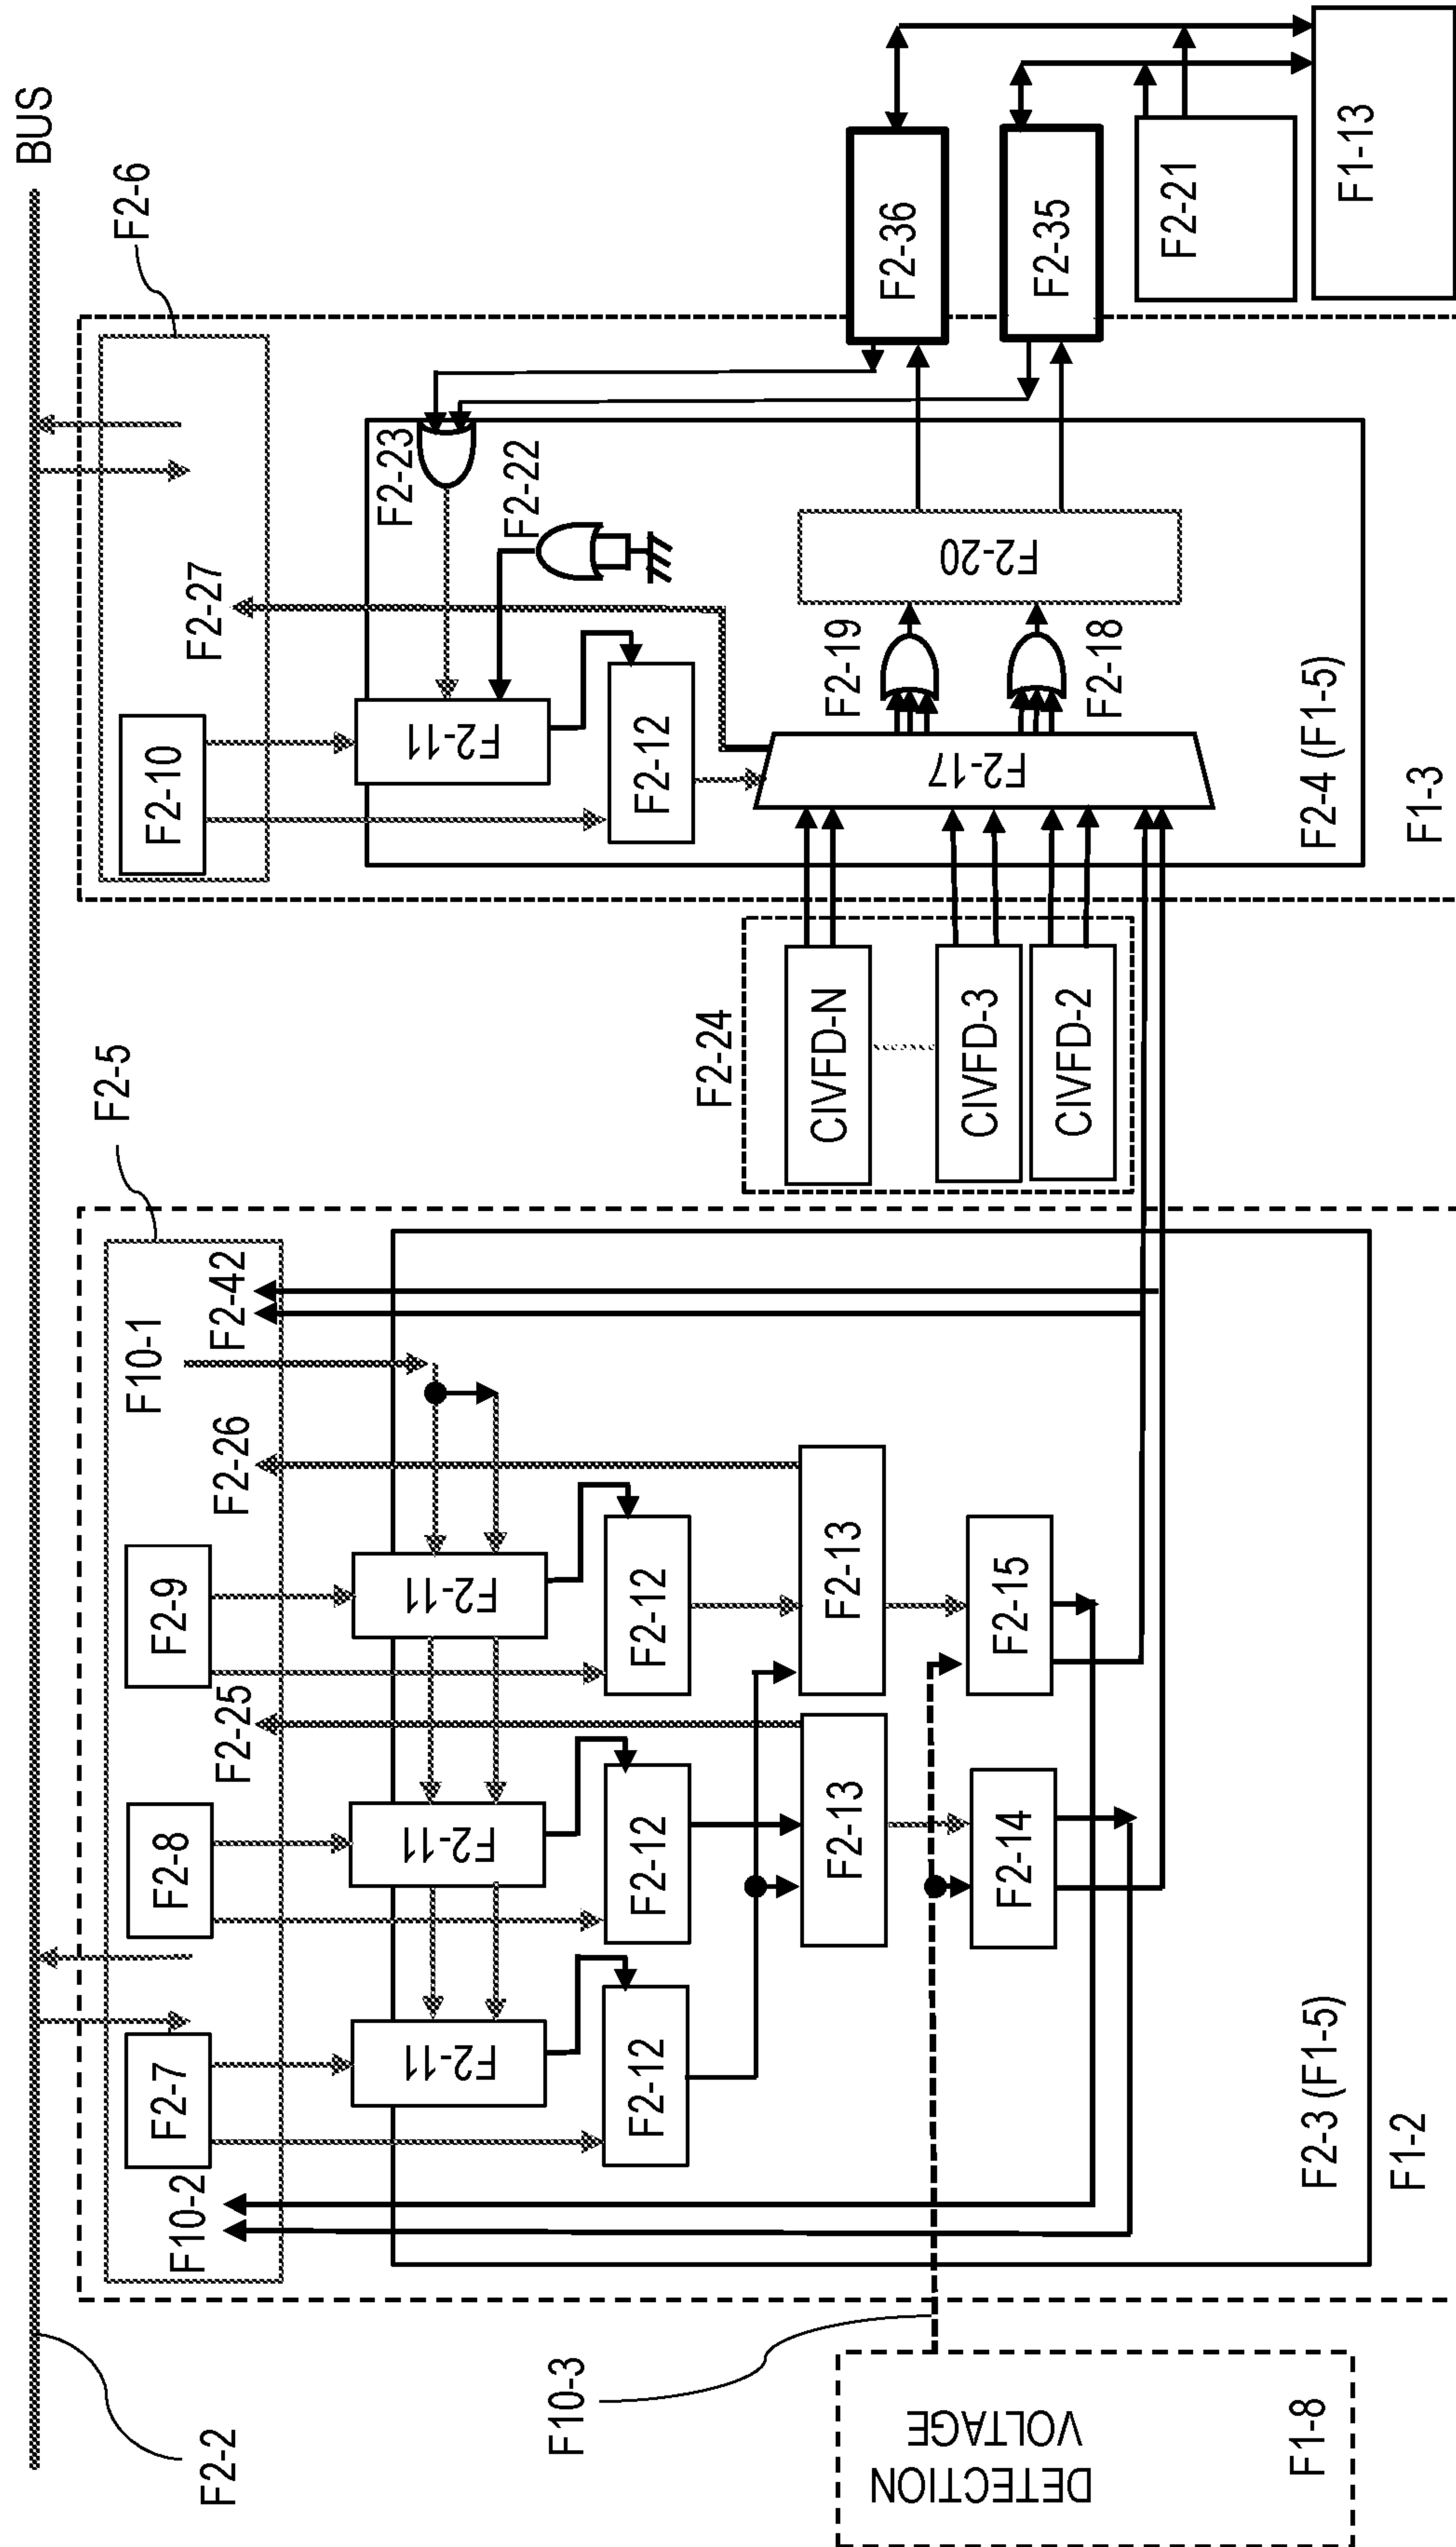 BUS
F2-2
F2-5
F2-6
F10-2
F2-7
F2-8
F2-25
F2-9
F2-26
F10-1
F2-42
F2-10
F2-27
F2-11
F2-11
F2-11
F2-11
F2-12
F2-12
F2-12
F2-12
F2-23
F2-22
F2-13
F2-13
F2-14
F2-15
F2-24
CIVFD-N
CIVFD-3
CIVFD-2
F2-17
F2-19
F2-18
F2-20
F2-36
F2-35
F2-21
F1-13
F10-3
DETECTION
VOLTAGE
F1-8
F2-3 (F1-5)
F1-2
F2-4 (F1-5)
F1-3